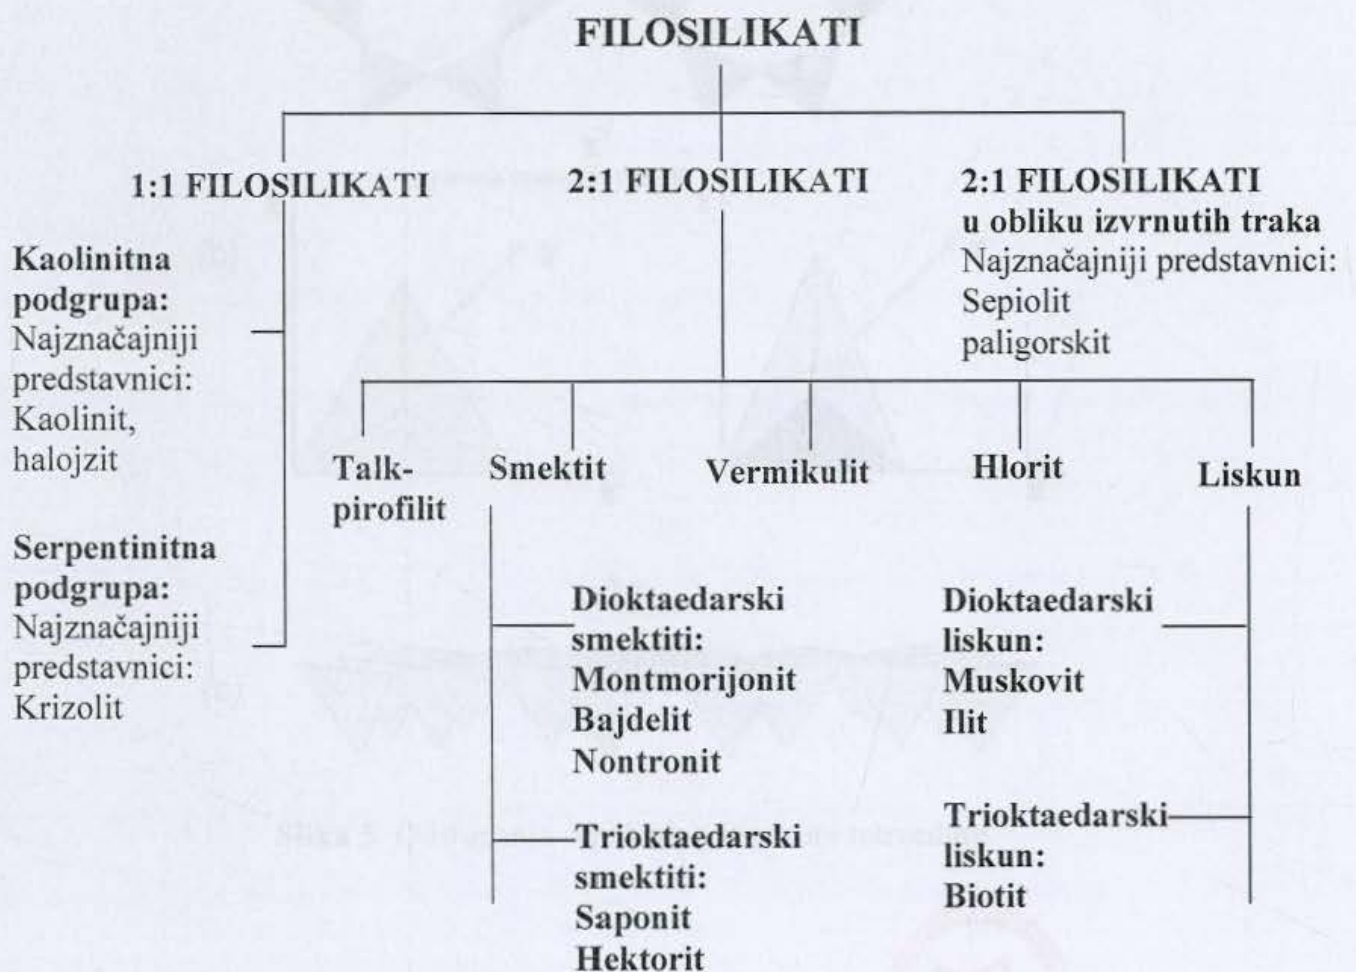 FILOSILIKATI
1:1 FILOSILIKATI
Kaolinitna
podgrupa:
Najznačajniji
predstavnici:
Kaolinit,
halojzit
Serpentinitna
podgrupa:
Najznačajniji
predstavnici:
Krizolit
2:1 FILOSILIKATI
Talk-
pirofilit
Smektit
Dioktaedarski
smektiti:
Montmorijonit
Bajdelit
Nontronit
Trioktaedarski
smektiti:
Saponit
Hektorit
Vermikulit
Hlorit
Liskun
Dioktaedarski
liskun:
Muskovit
Ilit
Trioktaedarski
liskun:
Biotit
2:1 FILOSILIKATI
u obliku izvrnutih traka
Najznačajniji predstavnici:
Sepiolit
paligorskit